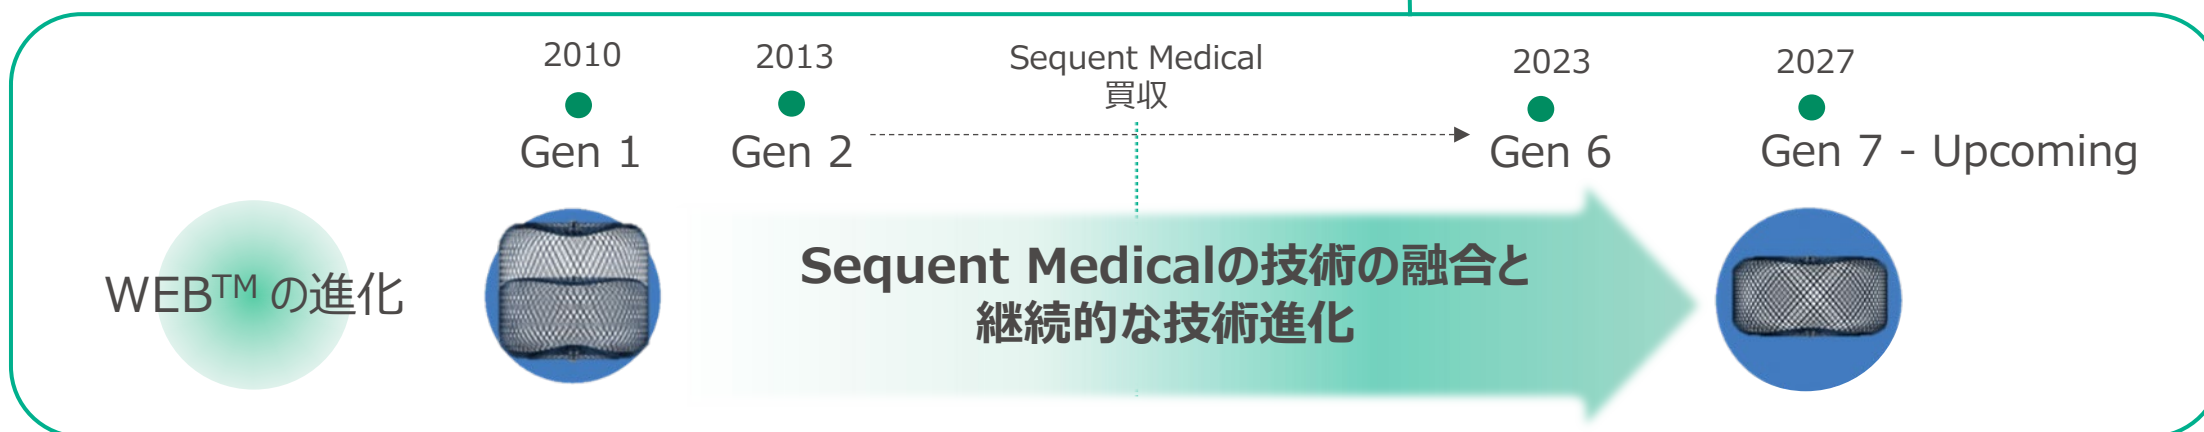 2010
Gen 1
2013
Gen 2
Sequent Medical
買収
2023
Gen 6
2027
Gen 7 - Upcoming
WEB™ の進化
Sequent Medicalの技術の融合と
継続的な技術進化